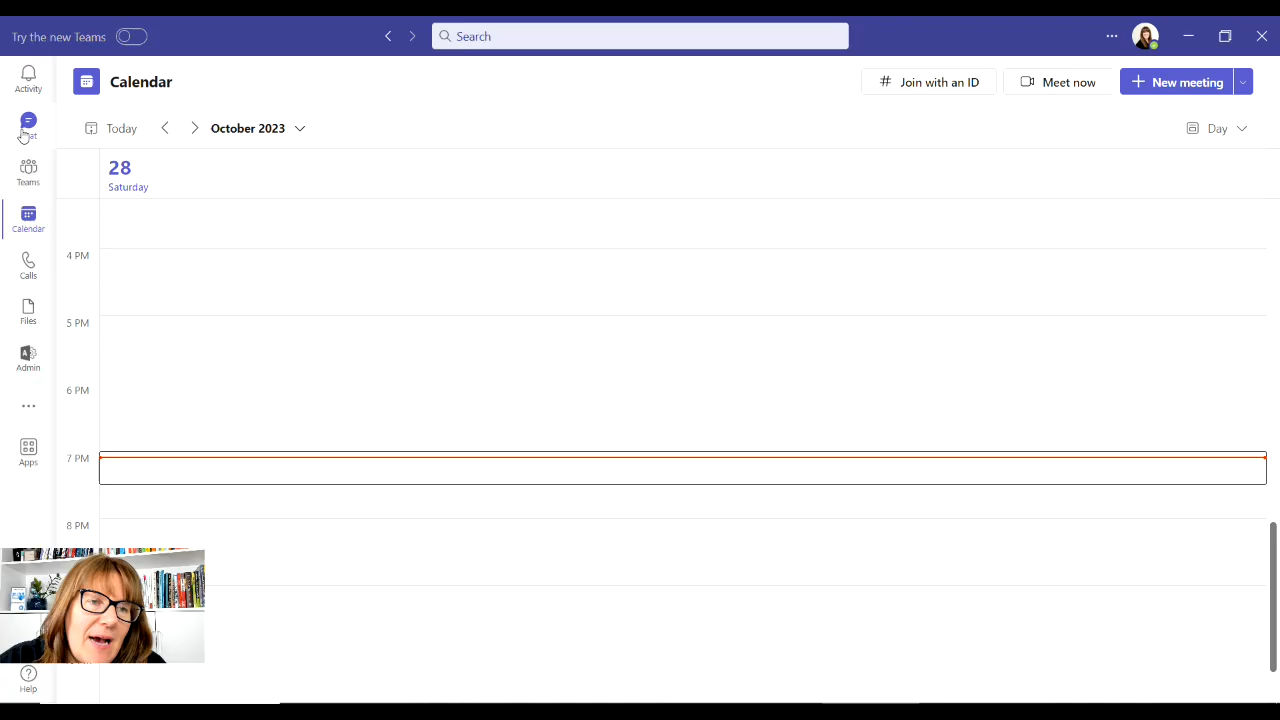 Try the new Teams
Search
Activity
Calendar
Join with an ID
Meet now
New meeting
Today
October 2023
Day
Teams
28
Saturday
Calendar
4 PM
Calls
5 PM
Files
Admin
6 PM
Apps
7 PM
8 PM
Help